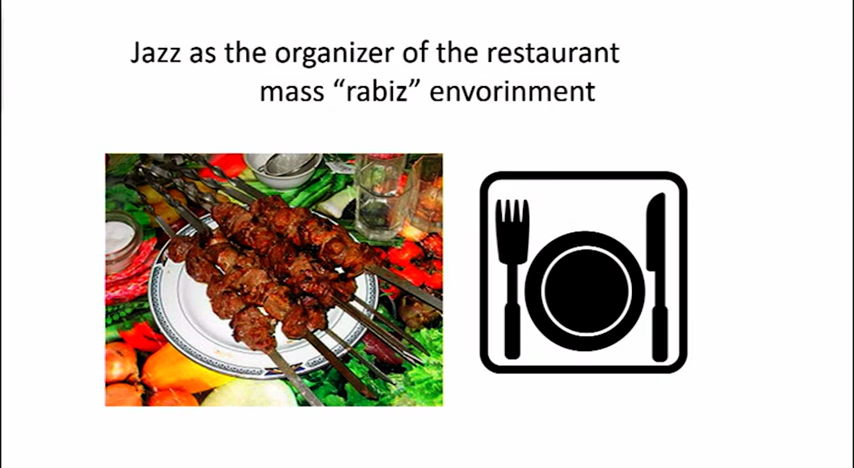 Jazz as the organizer of the restaurant
mass “rabiz” envorinment